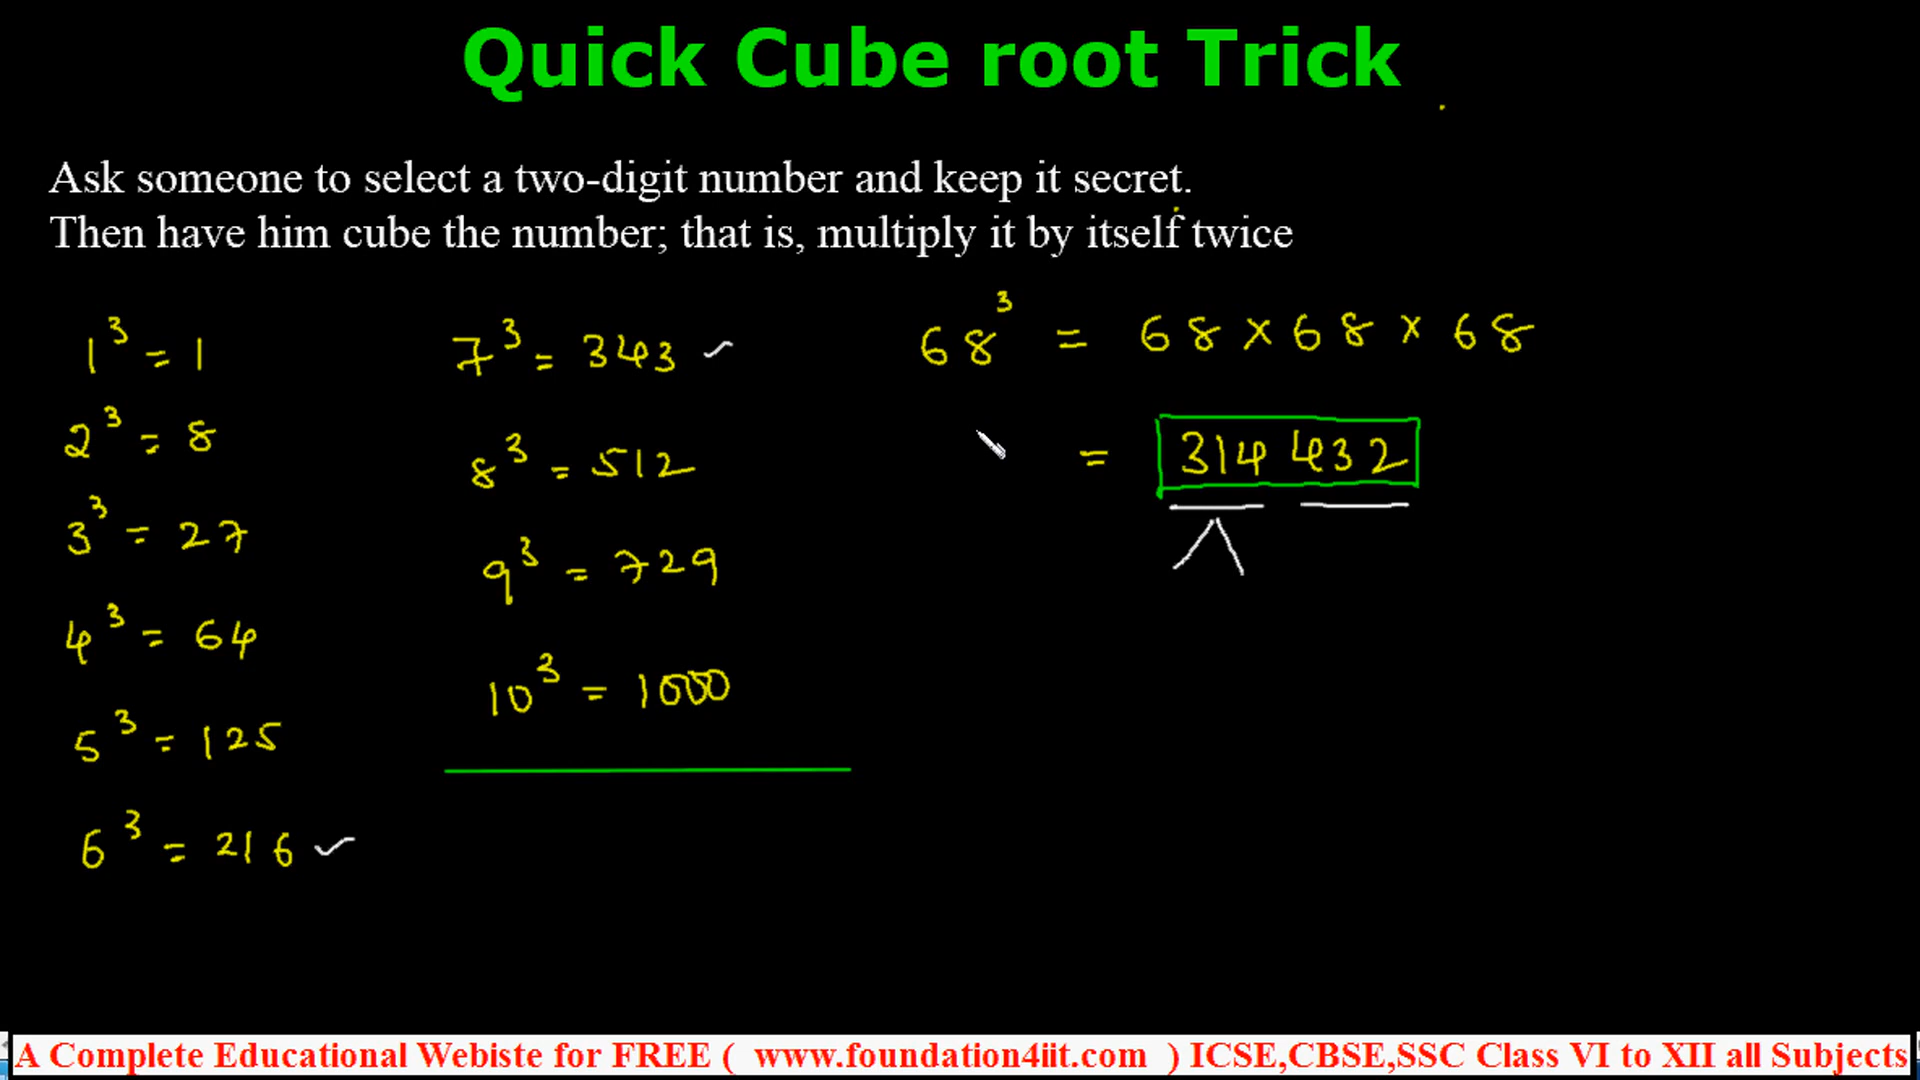 Quick Cube root Trick
Ask someone to select a two-digit number and keep it secret.
Then have him cube the number; that is, multiply it by itself twice
1³ = 1
2³ = 8
3³ = 27
4³ = 64
5³ = 125
6³ = 216 ✓
7³ = 343 ✓
8³ = 512
9³ = 729
10³ = 1000
68³ = 68 × 68 × 68
= 314 432
A Complete Educational Webiste for FREE ( www.foundation4iit.com ) ICSE,CBSE,SSC Class VI to XII all Subjects